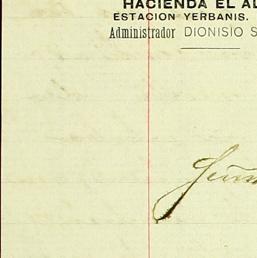 HACIENDA EL A
ESTACION YERBANIS.
Administrador DIONISIO S